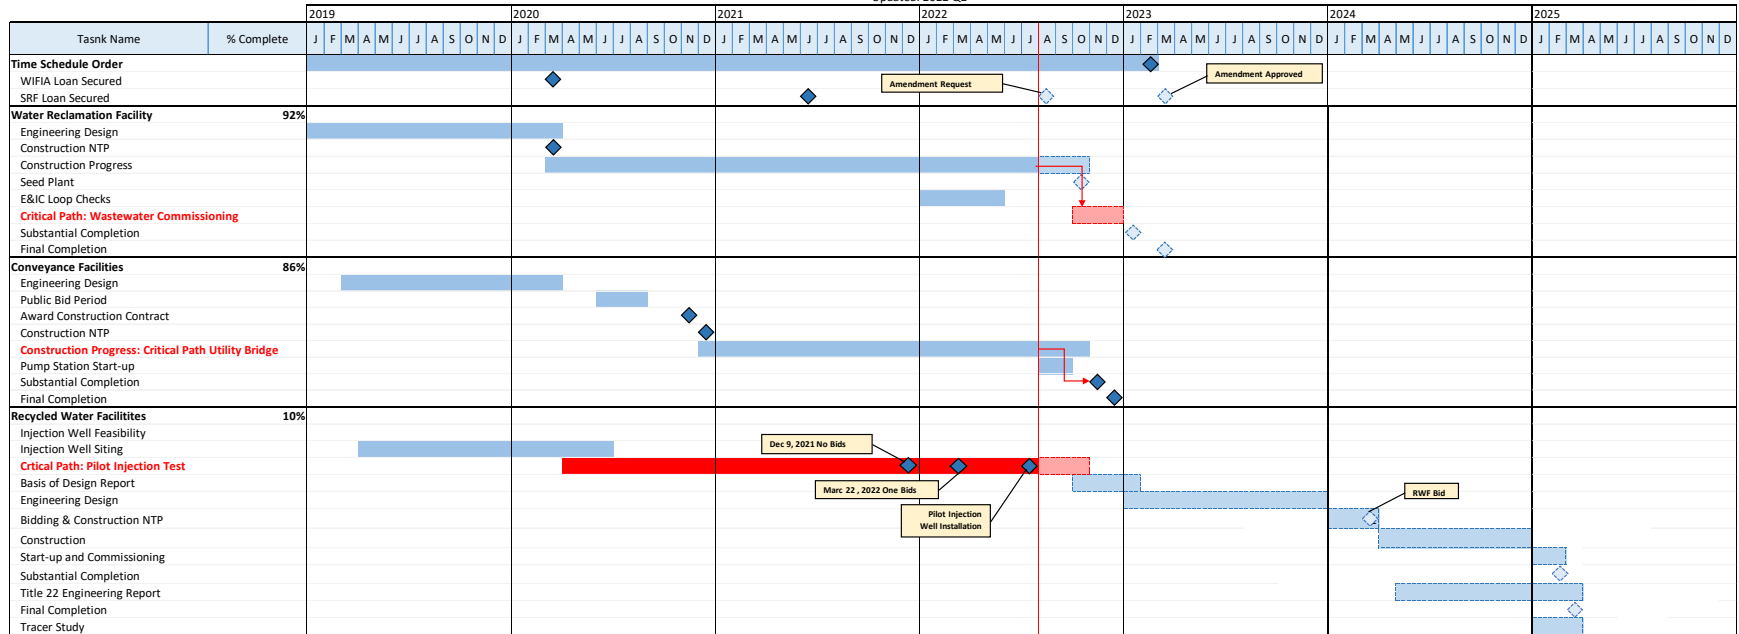 2019 2020 2021 2022 2023 2024 2025
Tasnk Name % Complete J F M A M J J A S O N D J F M A M J J A S O N D J F M A M J J A S O N D J F M A M J J A S O N D J F M A M J J A S O N D J F M A M J J A S O N D J F M A M J J A S O N D
Time Schedule Order
Amendment Approved
WIFIA Loan Secured
Amendment Request
SRF Loan Secured
Water Reclamation Facility 92%
Engineering Design
Construction NTP
Construction Progress
Seed Plant
E&IC Loop Checks
Critical Path: Wastewater Commissioning
Substantial Completion
Final Completion
Conveyance Facilities 86%
Engineering Design
Public Bid Period
Award Construction Contract
Construction NTP
Construction Progress: Critical Path Utility Bridge
Pump Station Start-up
Substantial Completion
Final Completion
Recycled Water Facilitites 10%
Injection Well Feasibility
Dec 9, 2021 No Bids
Injection Well Siting
Crtical Path: Pilot Injection Test
Basis of Design Report
Marc 22 , 2022 One Bids
RWF Bid
Engineering Design
Pilot Injection
Well Installation
Bidding & Construction NTP
Construction
Start-up and Commissioning
Substantial Completion
Title 22 Engineering Report
Final Completion
Tracer Study